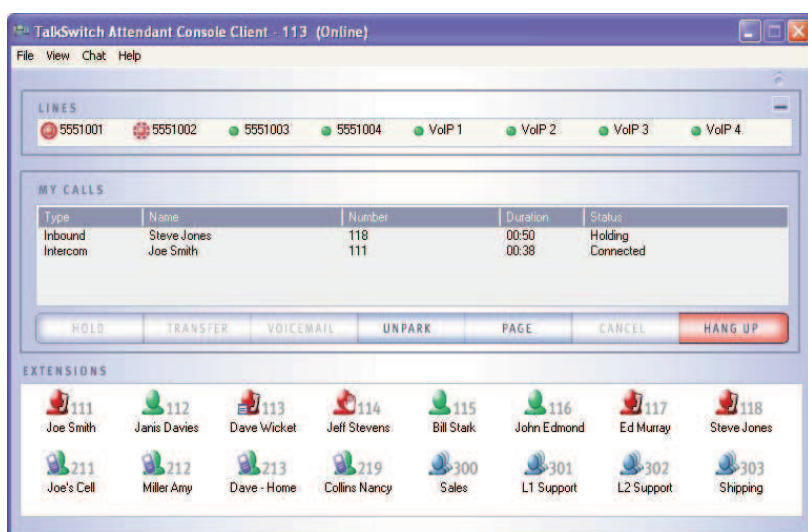 TalkSwitch Attendant Console Client - 113 (Online)
File View Chat Help
LINES
5551001 5551002 5551003 5551004 VoIP 1 VoIP 2 VoIP 3 VoIP 4
MY CALLS
Type Name Number Duration Status
Inbound Steve Jones 118 00:50 Holding
Intercom Joe Smith 111 00:38 Connected
HOLD TRANSFER VOICEMAIL UNPARK PAGE CANCEL HANG UP
EXTENSIONS
111 112 113 114 115 116 117 118
Joe Smith Janis Davies Dave Wicket Jeff Stevens Bill Stark John Edmond Ed Murray Steve Jones
211 212 213 219 300 301 302 303
Joe's Cell Miller Amy Dave - Home Collins Nancy Sales L1 Support L2 Support Shipping